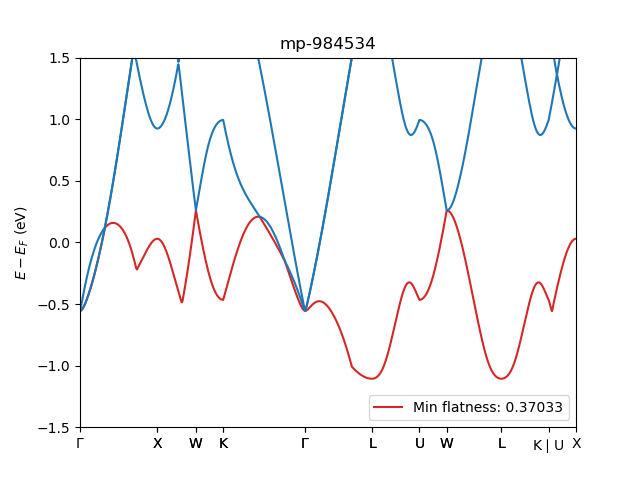 mp-984534
E − E_F (eV)
1.5
1.0
0.5
0.0
−0.5
−1.0
−1.5
Min flatness: 0.37033
Γ X W K Γ L U W L K | U X